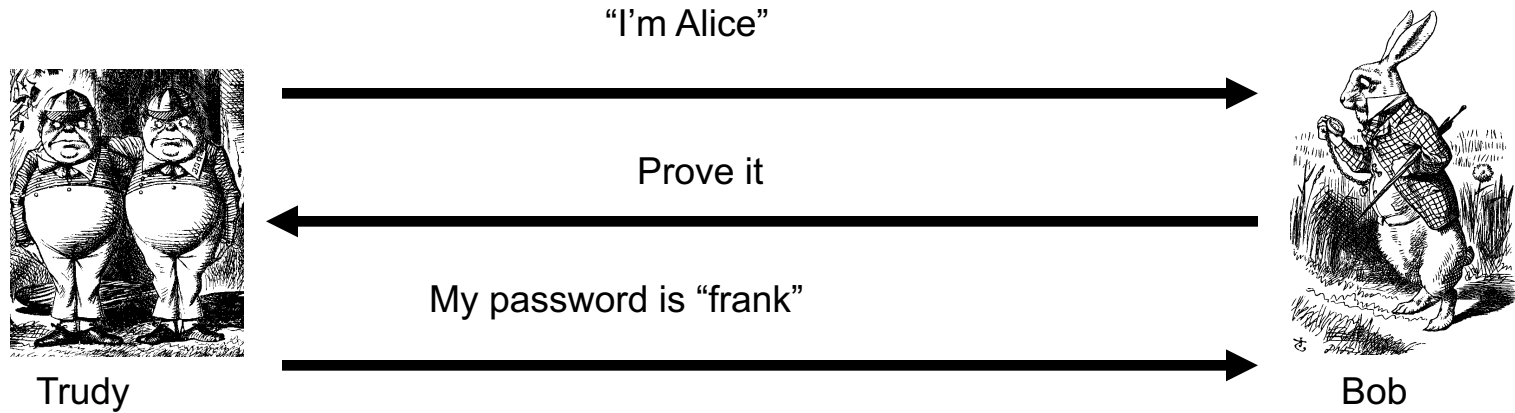 “I’m Alice”
Prove it
My password is “frank”
Trudy
Bob